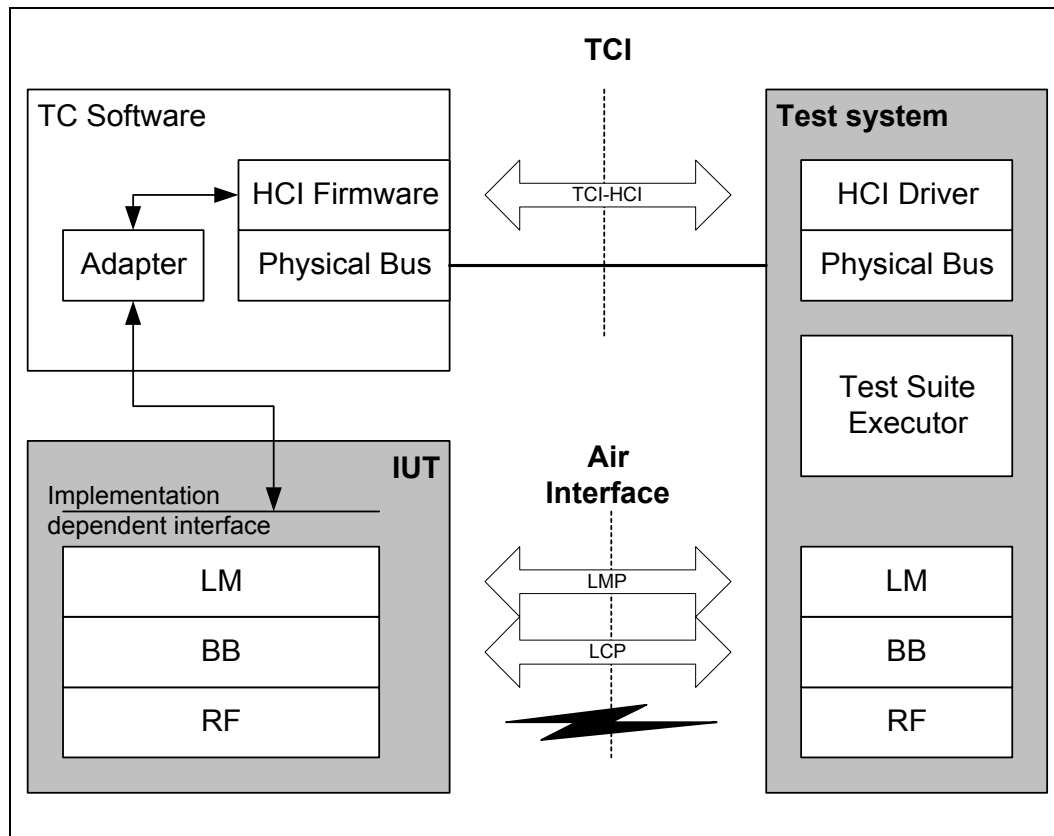 TCI
TC Software
HCI Firmware
Physical Bus
Adapter
TCI-HCI
Test system
HCI Driver
Physical Bus
Test Suite
Executor
IUT
Implementation
dependent interface
LM
BB
RF
Air
Interface
LMP
LCP
LM
BB
RF